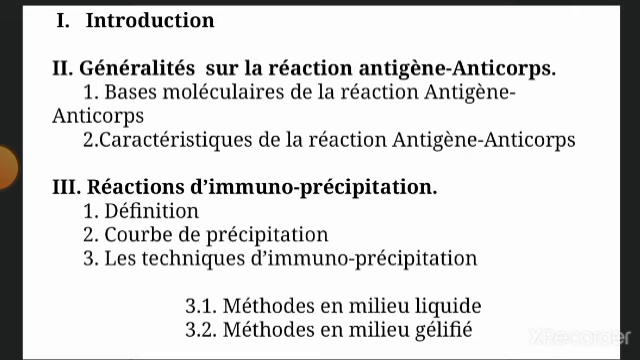 I. Introduction
II. Généralités sur la réaction antigène-Anticorps.
1. Bases moléculaires de la réaction Antigène-
Anticorps
2.Caractéristiques de la réaction Antigène-Anticorps
III. Réactions d’immuno-précipitation.
1. Définition
2. Courbe de précipitation
3. Les techniques d’immuno-précipitation
3.1. Méthodes en milieu liquide
3.2. Méthodes en milieu gélifié
XRecorder